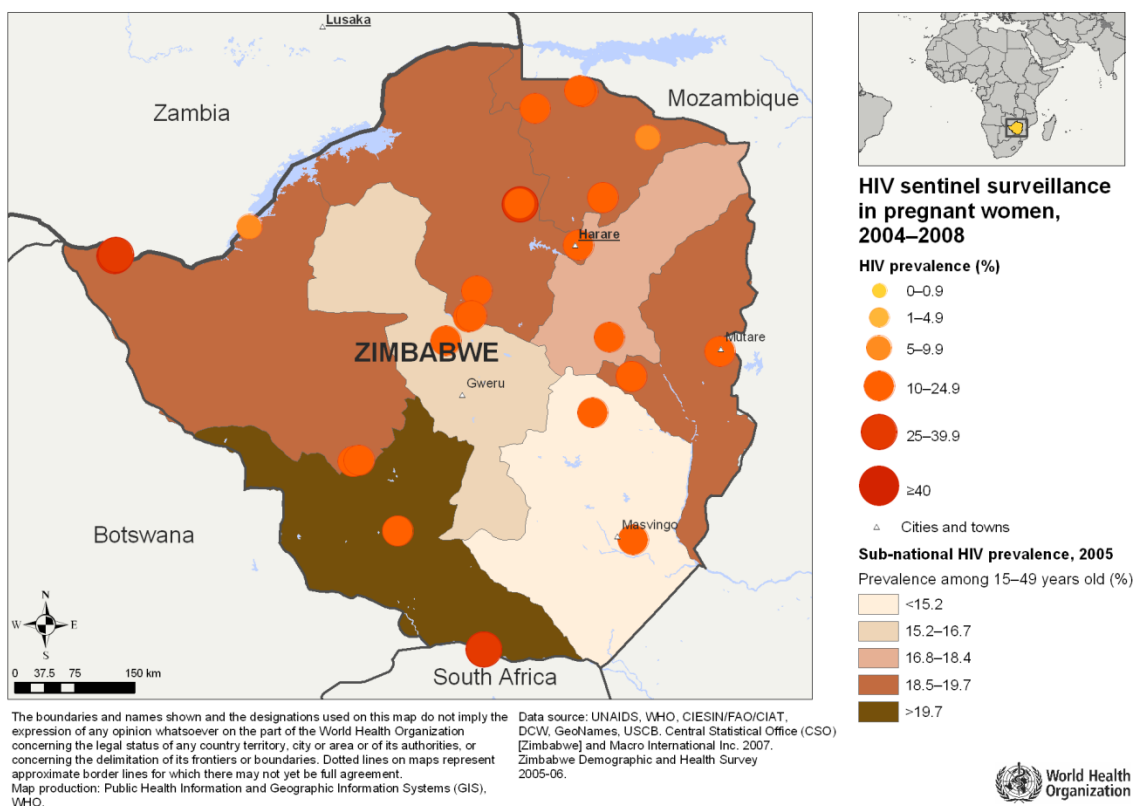 Lusaka
Zambia
Mozambique
Harare
ZIMBABWE
Mutare
Gweru
Masvingo
Botswana
South Africa
N
W
E
S
0 37.5 75 150 km
HIV sentinel surveillance
in pregnant women,
2004–2008
HIV prevalence (%)
0–0.9
1–4.9
5–9.9
10–24.9
25–39.9
≥40
Cities and towns
Sub-national HIV prevalence, 2005
Prevalence among 15–49 years old (%)
<15.2
15.2–16.7
16.8–18.4
18.5–19.7
>19.7
The boundaries and names shown and the designations used on this map do not imply the
expression of any opinion whatsoever on the part of the World Health Organization
concerning the legal status of any country territory, city or area or of its authorities, or
concerning the delimitation of its frontiers or boundaries. Dotted lines on maps represent
approximate border lines for which there may not yet be full agreement.
Map production: Public Health Information and Geographic Information Systems (GIS),
WHO.
Data source: UNAIDS, WHO, CIESIN/FAO/CIAT,
DCW, GeoNames, USCB. Central Statistical Office (CSO)
[Zimbabwe] and Macro International Inc. 2007.
Zimbabwe Demographic and Health Survey
2005-06.
World Health
Organization